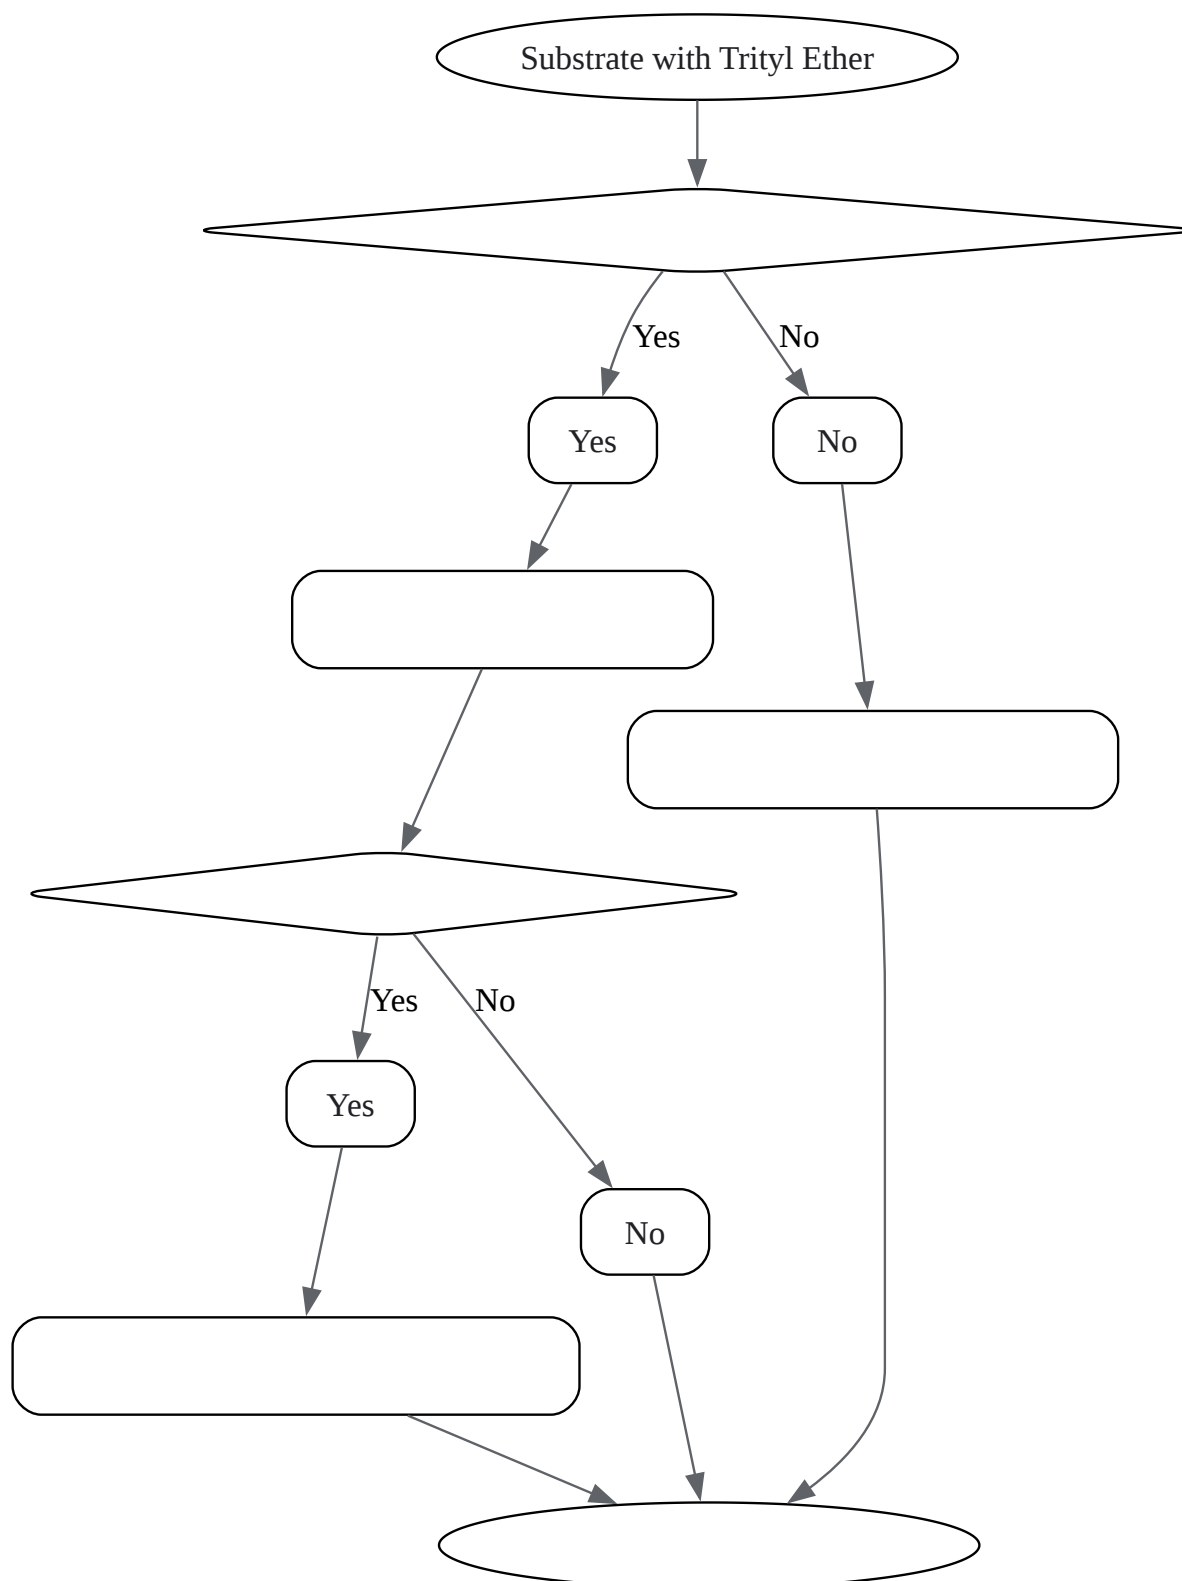 Substrate with Trityl Ether
Yes
No
Yes
No
Yes
No
Yes
No